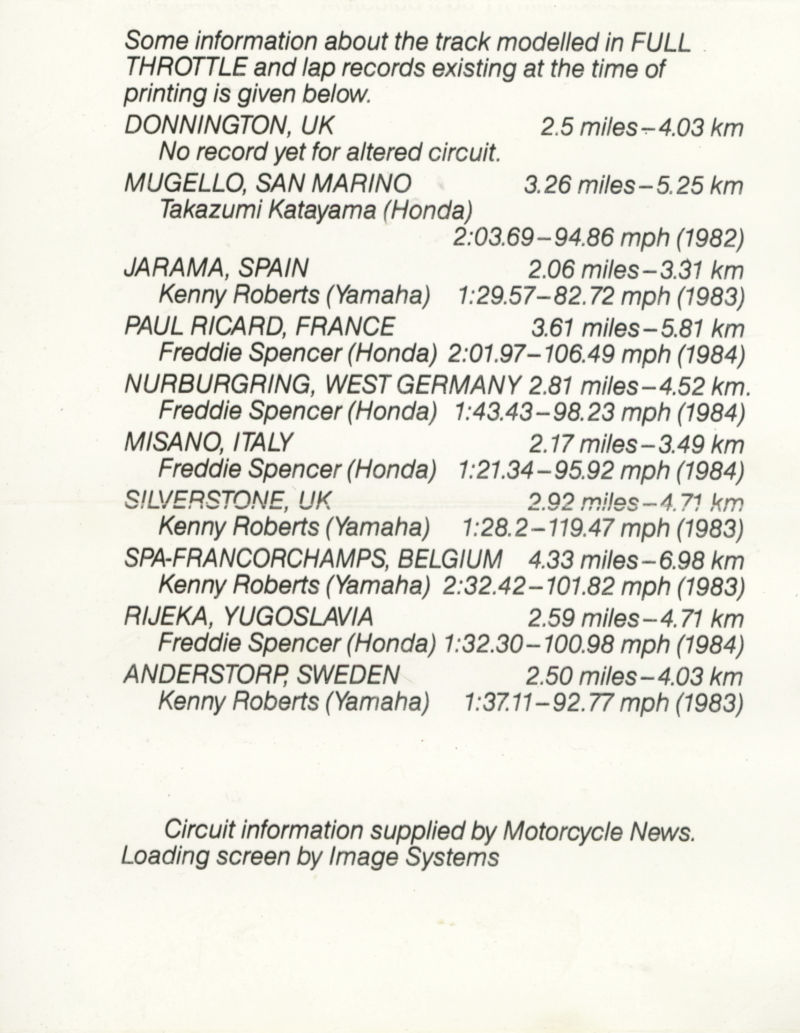 Some information about the track modelled in FULL
THROTTLE and lap records existing at the time of
printing is given below.
DONNINGTON, UK 2.5 miles–4.03 km
No record yet for altered circuit.
MUGELLO, SAN MARINO 3.26 miles–5.25 km
Takazumi Katayama (Honda)
2:03.69–94.86 mph (1982)
JARAMA, SPAIN 2.06 miles–3.31 km
Kenny Roberts (Yamaha) 1:29.57–82.72 mph (1983)
PAUL RICARD, FRANCE 3.61 miles–5.81 km
Freddie Spencer (Honda) 2:01.97–106.49 mph (1984)
NURBURGRING, WEST GERMANY 2.81 miles–4.52 km.
Freddie Spencer (Honda) 1:43.43–98.23 mph (1984)
MISANO, ITALY 2.17 miles–3.49 km
Freddie Spencer (Honda) 1:21.34–95.92 mph (1984)
SILVERSTONE, UK 2.92 miles–4.71 km
Kenny Roberts (Yamaha) 1:28.2–119.47 mph (1983)
SPA-FRANCORCHAMPS, BELGIUM 4.33 miles–6.98 km
Kenny Roberts (Yamaha) 2:32.42–101.82 mph (1983)
RIJEKA, YUGOSLAVIA 2.59 miles–4.71 km
Freddie Spencer (Honda) 1:32.30–100.98 mph (1984)
ANDERSTORP, SWEDEN 2.50 miles–4.03 km
Kenny Roberts (Yamaha) 1:37.11–92.77 mph (1983)
Circuit information supplied by Motorcycle News.
Loading screen by Image Systems